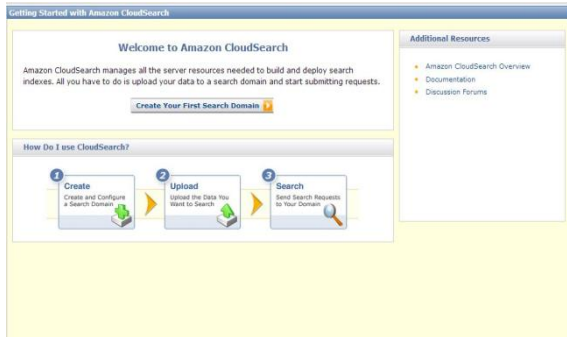 Getting Started with Amazon CloudSearch
Welcome to Amazon CloudSearch
Amazon CloudSearch manages all the server resources needed to build and deploy search
indexes. All you have to do is upload your data to a search domain and start submitting requests.
Create Your First Search Domain
How Do I use CloudSearch?
1
Create
Create and Configure
a Search Domain
2
Upload
Upload the Data You
Want to Search
3
Search
Send Search Requests
to Your Domain
Additional Resources
Amazon CloudSearch Overview
Documentation
Discussion Forums